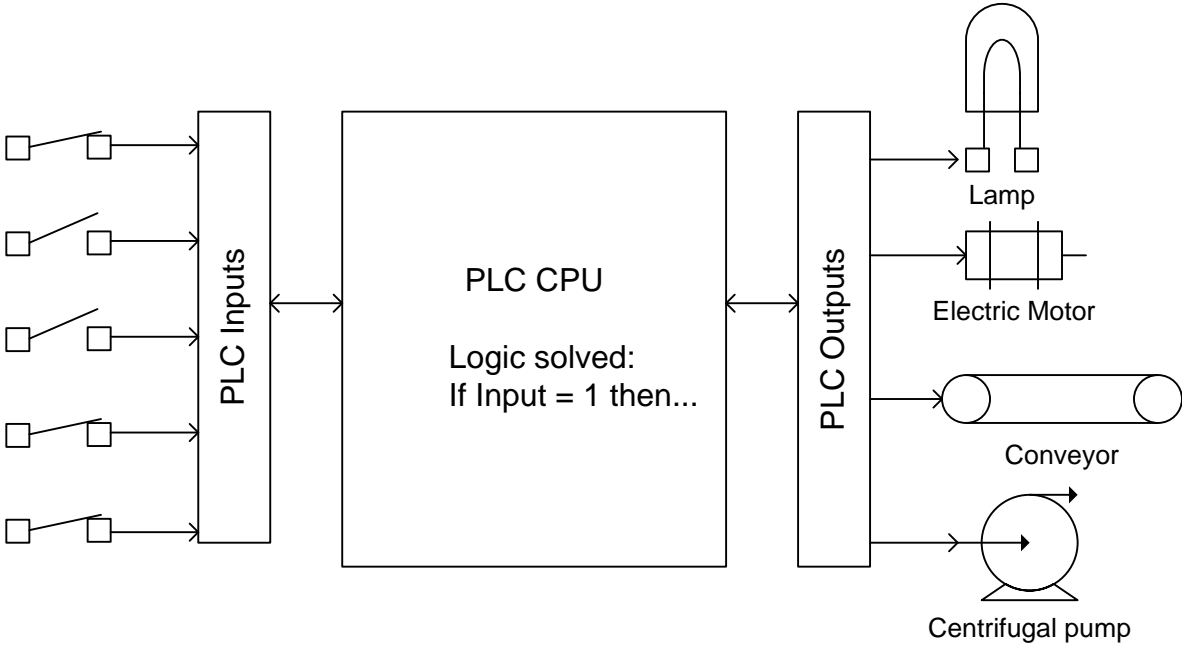 PLC Inputs
PLC CPU
Logic solved:
If Input = 1 then...
PLC Outputs
Lamp
Electric Motor
Conveyor
Centrifugal pump